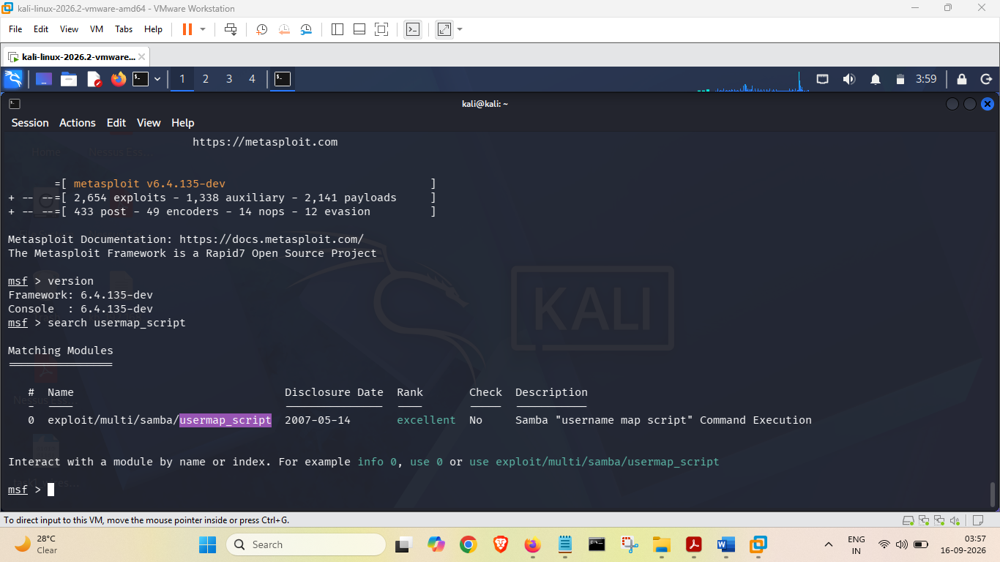 kali-linux-2026.2-vmware-amd64 - VMware Workstation
File Edit View VM Tabs Help
kali-linux-2026.2-vmware...
1 2 3 4 3:59
kali@kali: ~
Session Actions Edit View Help
https://metasploit.com
=[ metasploit v6.4.135-dev ]
+ -- --=[ 2,654 exploits - 1,338 auxiliary - 2,141 payloads ]
+ -- --=[ 433 post - 49 encoders - 14 nops - 12 evasion ]
Metasploit Documentation: https://docs.metasploit.com/
The Metasploit Framework is a Rapid7 Open Source Project
msf > version
Framework: 6.4.135-dev
Console : 6.4.135-dev
msf > search usermap_script
Matching Modules
================
# Name Disclosure Date Rank Check Description
- ---- --------------- ---- ----- -----------
0 exploit/multi/samba/usermap_script 2007-05-14 excellent No Samba "username map script" Command Execution
Interact with a module by name or index. For example info 0, use 0 or use exploit/multi/samba/usermap_script
msf >
KALI
Home Nessus Ess...
Nessus Ess...
To direct input to this VM, move the mouse pointer inside or press Ctrl+G.
28°C
Clear
Search
ENG
IN
03:57
16-09-2026